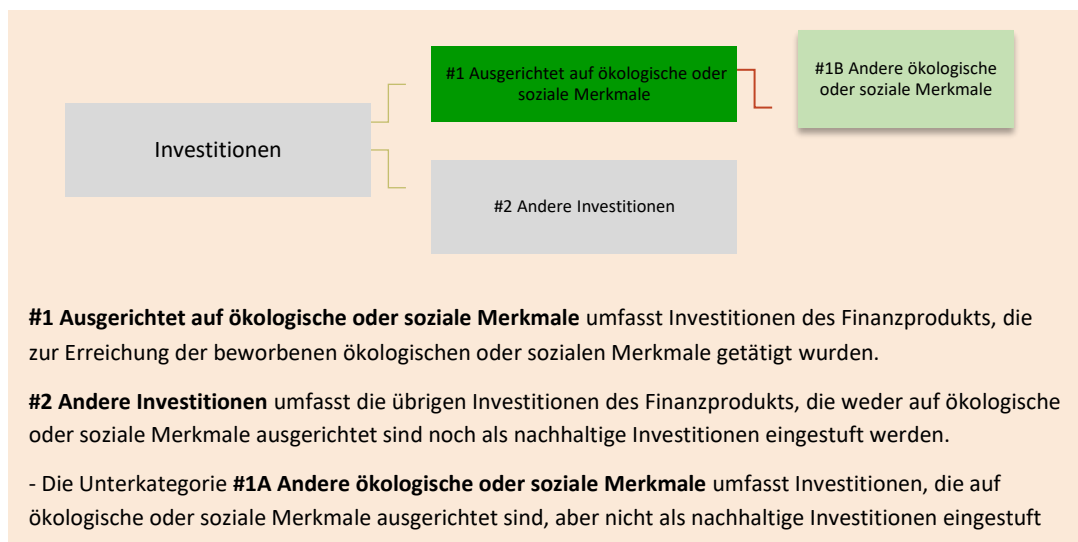 #1 Ausgerichtet auf ökologische oder
soziale Merkmale
#1B Andere ökologische
oder soziale Merkmale
Investitionen
#2 Andere Investitionen
#1 Ausgerichtet auf ökologische oder soziale Merkmale umfasst Investitionen des Finanzprodukts, die
zur Erreichung der beworbenen ökologischen oder sozialen Merkmale getätigt wurden.
#2 Andere Investitionen umfasst die übrigen Investitionen des Finanzprodukts, die weder auf ökologische
oder soziale Merkmale ausgerichtet sind noch als nachhaltige Investitionen eingestuft werden.
- Die Unterkategorie #1A Andere ökologische oder soziale Merkmale umfasst Investitionen, die auf
ökologische oder soziale Merkmale ausgerichtet sind, aber nicht als nachhaltige Investitionen eingestuft